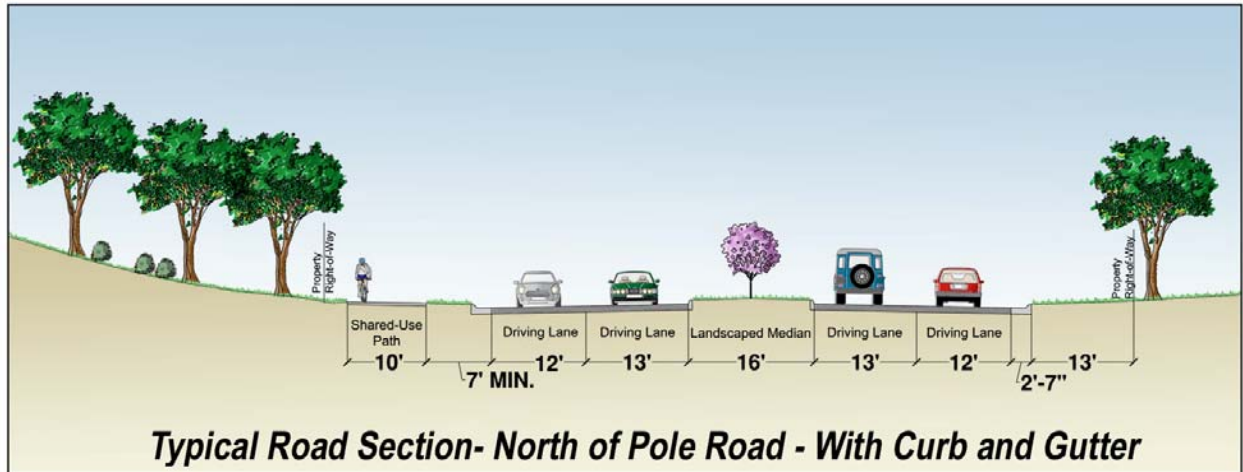 Property
Right-of-Way
Property
Right-of-Way
Shared-Use
Path
Driving Lane
Driving Lane
Landscaped Median
Driving Lane
Driving Lane
10'
7' MIN.
12'
13'
16'
13'
12'
2'-7"
13'
Typical Road Section- North of Pole Road - With Curb and Gutter